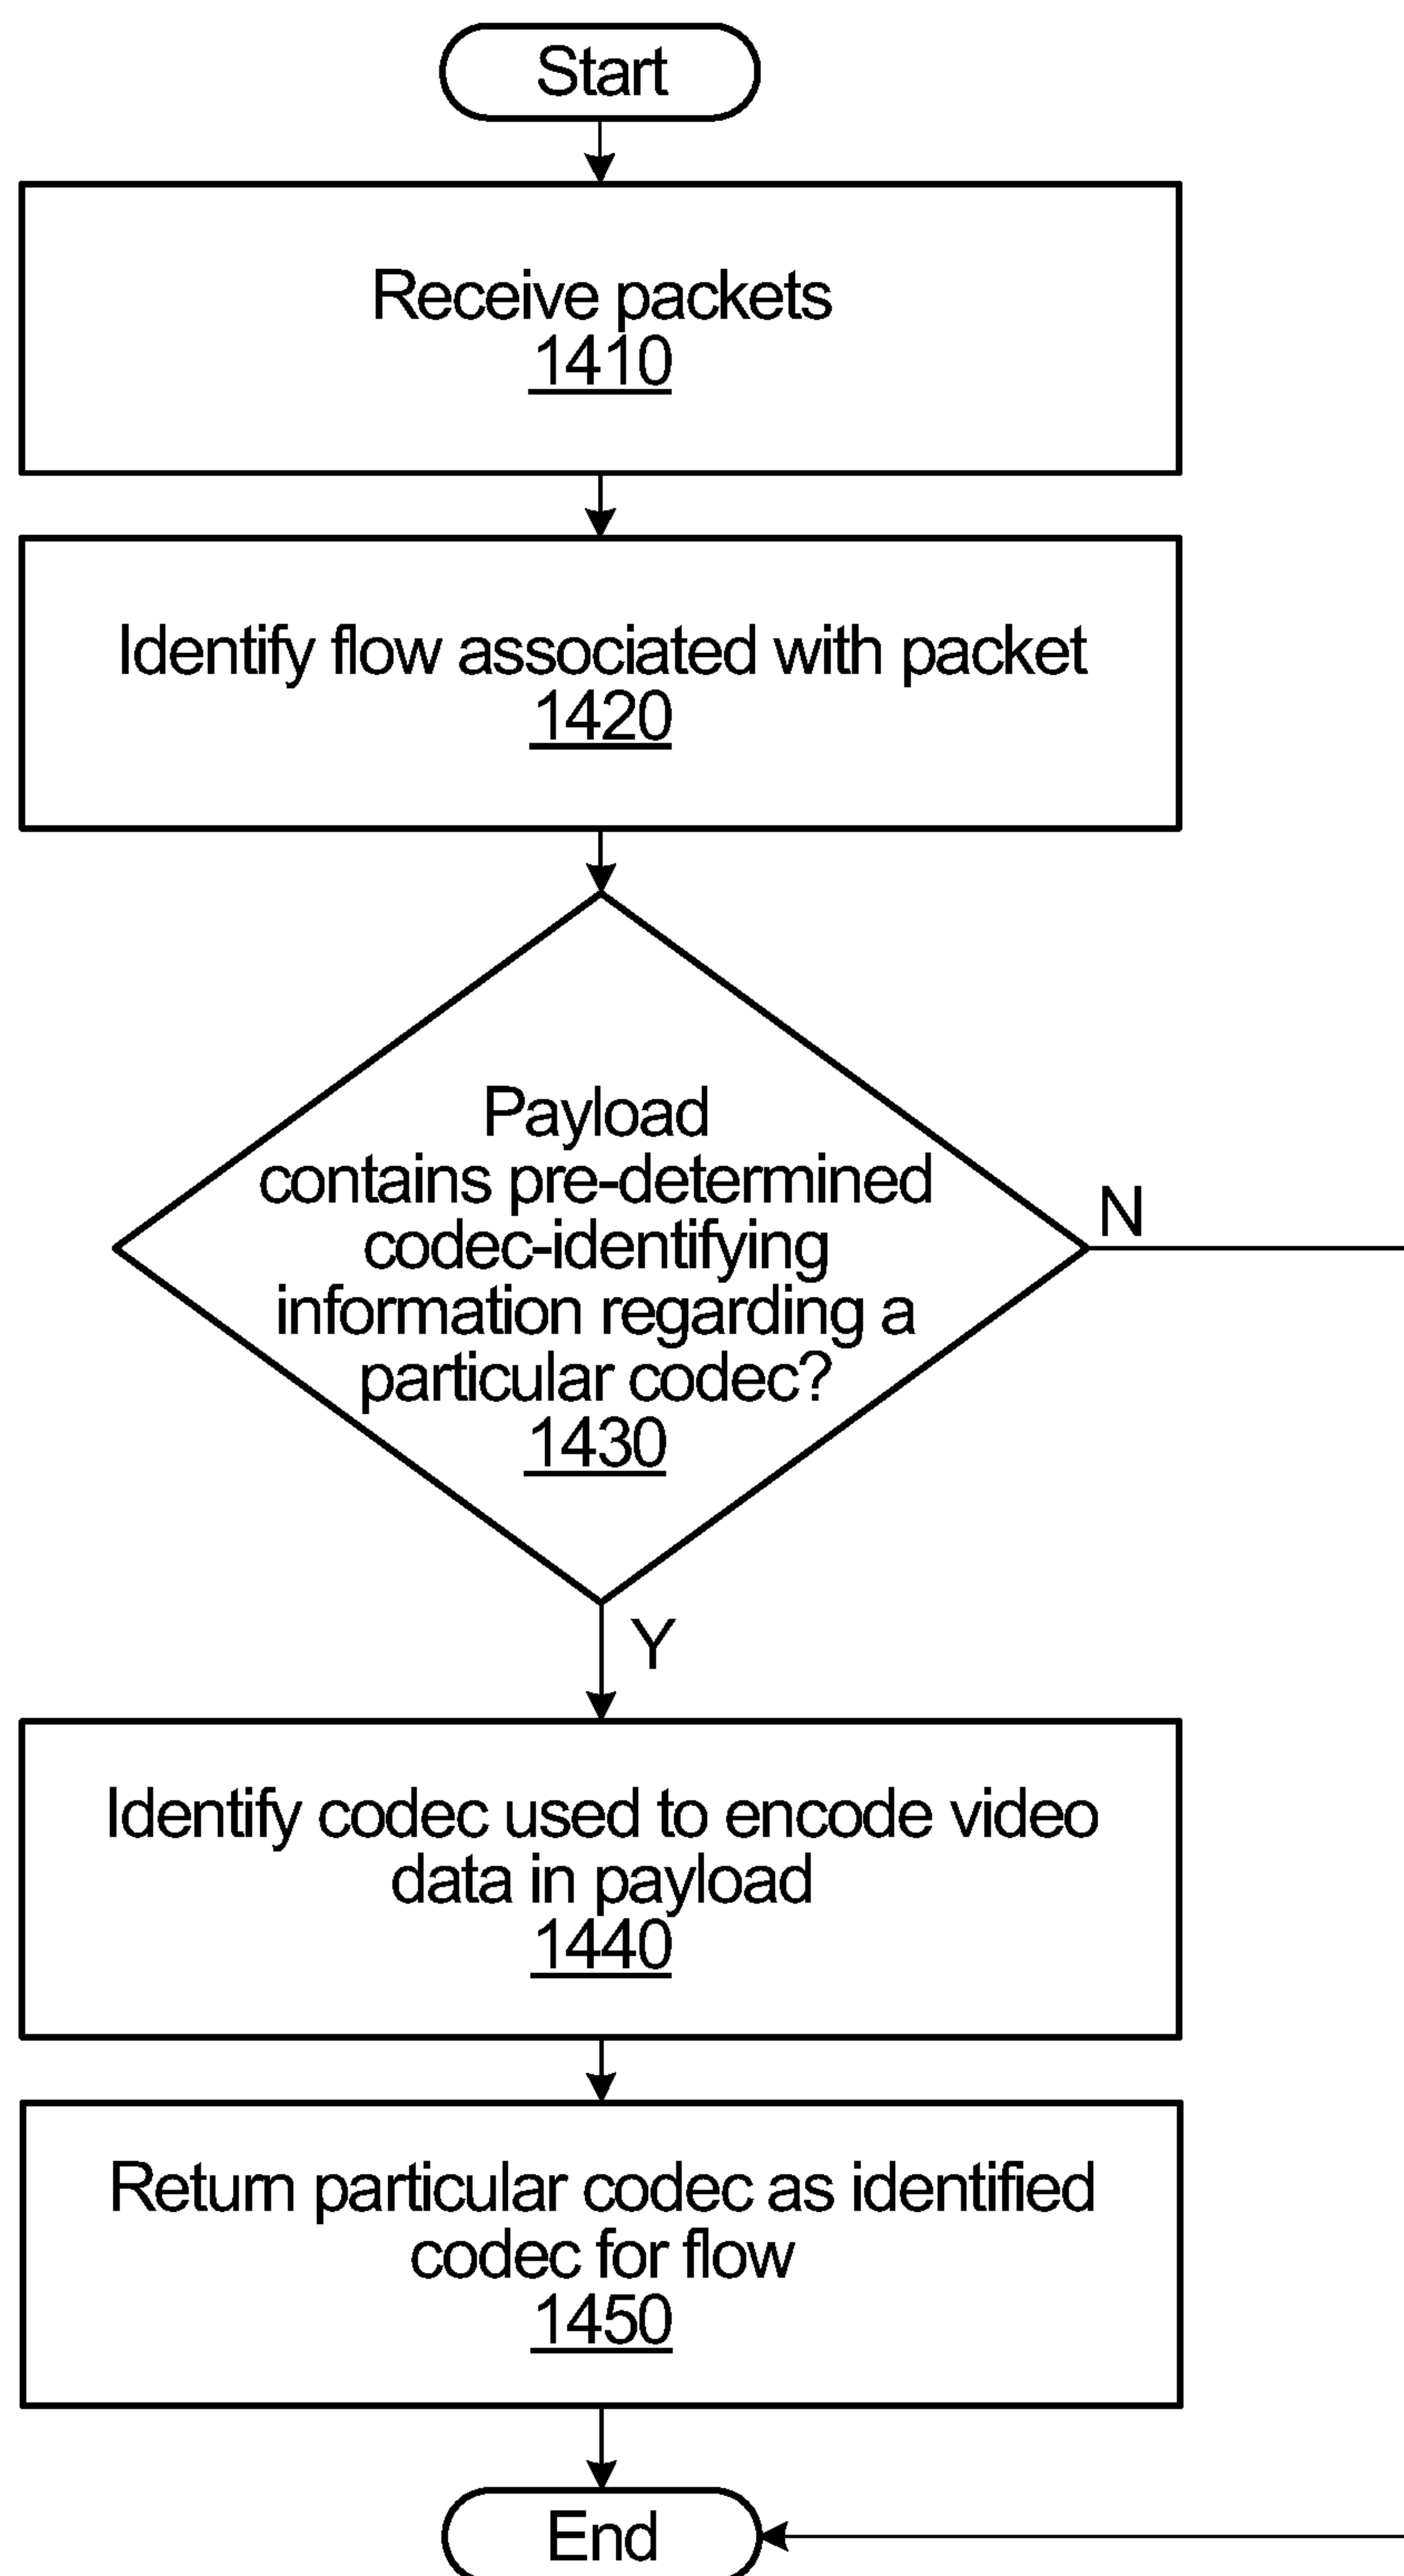 Start
Receive packets
1410
Identify flow associated with packet
1420
Payload
contains pre-determined
codec-identifying
information regarding a
particular codec?
1430
N
Y
Identify codec used to encode video
data in payload
1440
Return particular codec as identified
codec for flow
1450
End